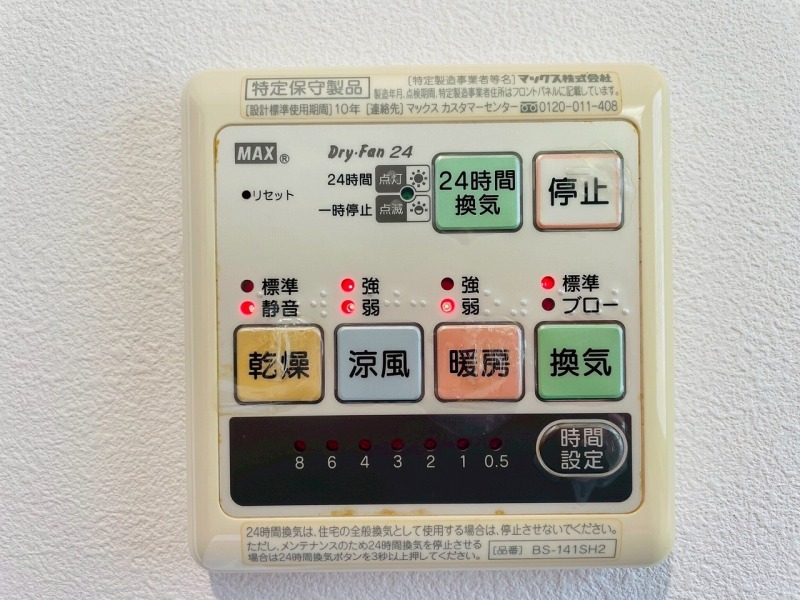 特定保守製品 [特定製造事業者等名] マックス株式会社
製造年月、点検期間、特定製造事業者住所はフロントパネルに記載しています。
[設計標準使用期間] 10年 [連絡先] マックス カスタマーセンター 0120-011-408
MAX® Dry・Fan 24
●リセット
24時間 点灯
一時停止 点滅
24時間換気
停止
標準 強 強 標準
静音 弱 弱 ブロー
乾燥 涼風 暖房 換気
8 6 4 3 2 1 0.5
時間設定
24時間換気は、住宅の全般換気として使用する場合は、停止させないでください。
ただし、メンテナンスのため24時間換気を停止させる
場合は24時間換気ボタンを3秒以上押してください。
[品番] BS-141SH2